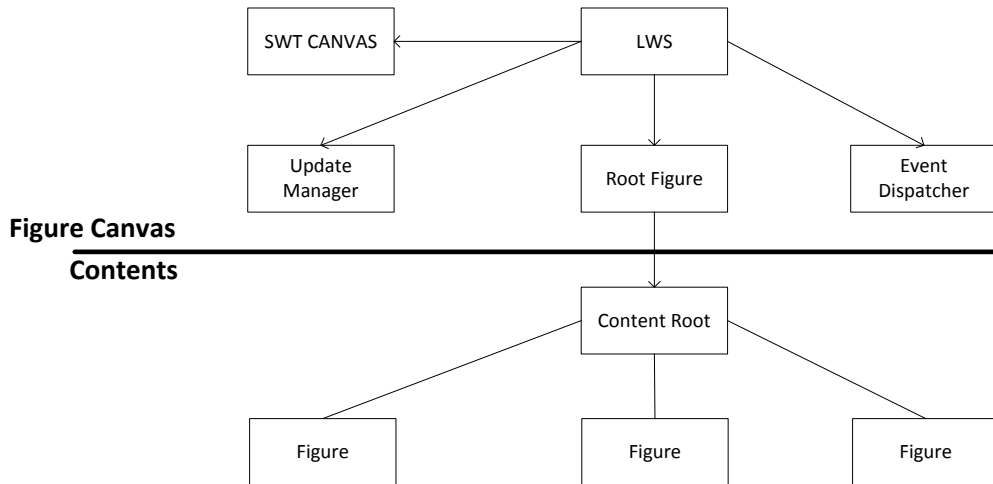 SWT CANVAS
LWS
Update
Manager
Root Figure
Event
Dispatcher
Figure Canvas
Contents
Content Root
Figure
Figure
Figure